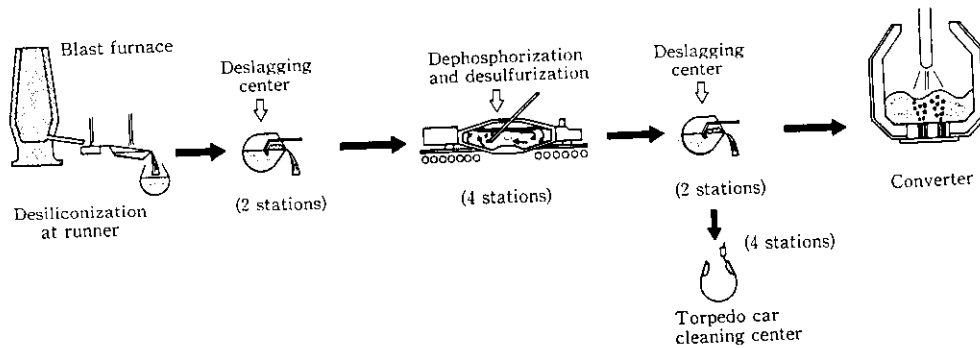 Blast furnace
Desiliconization
at runner
Deslagging
center
(2 stations)
Dephosphorization
and desulfurization
(4 stations)
Deslagging
center
(2 stations)
(4 stations)
Torpedo car
cleaning center
Converter